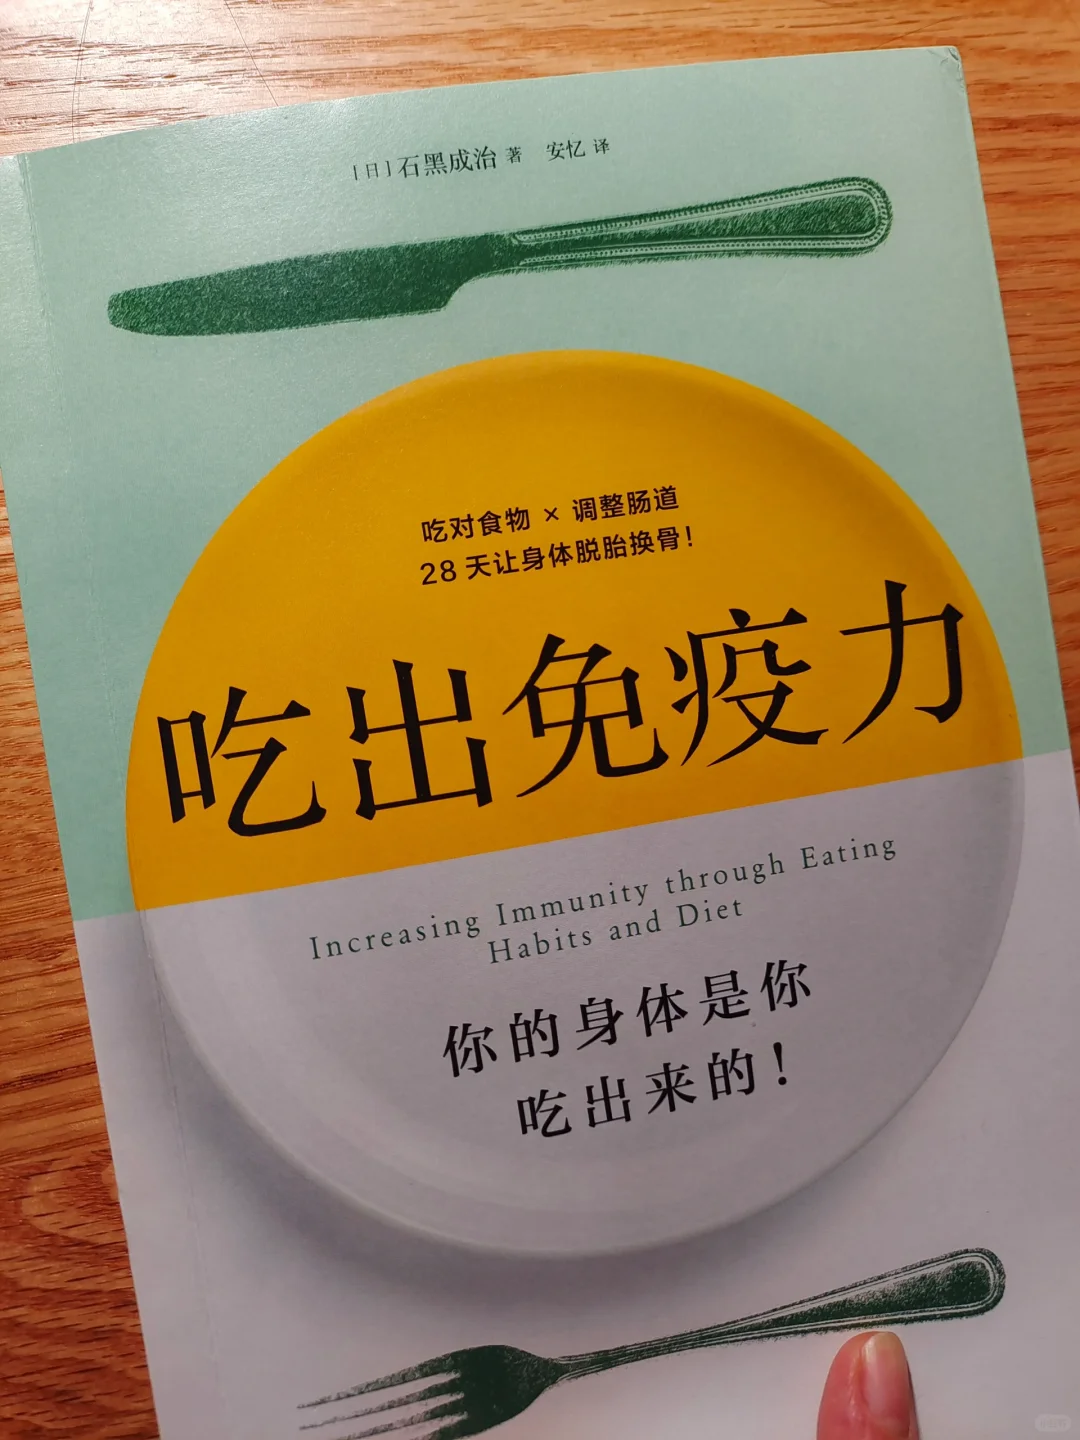 [日]石黑成治 著 安忆 译
吃对食物 × 调整肠道
28 天让身体脱胎换骨！
吃出免疫力
Increasing Immunity through Eating
Habits and Diet
你的身体是你
吃出来的！